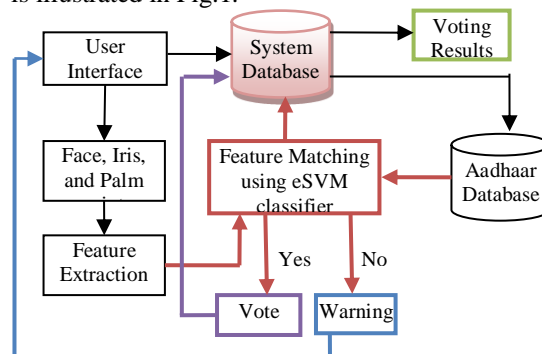 is illustrated in Fig.1.
User
Interface
System
Database
Voting
Results
Face, Iris,
and Palm
Feature Matching
using eSVM
classifier
Aadhaar
Database
Feature
Extraction
Yes
No
Vote
Warning